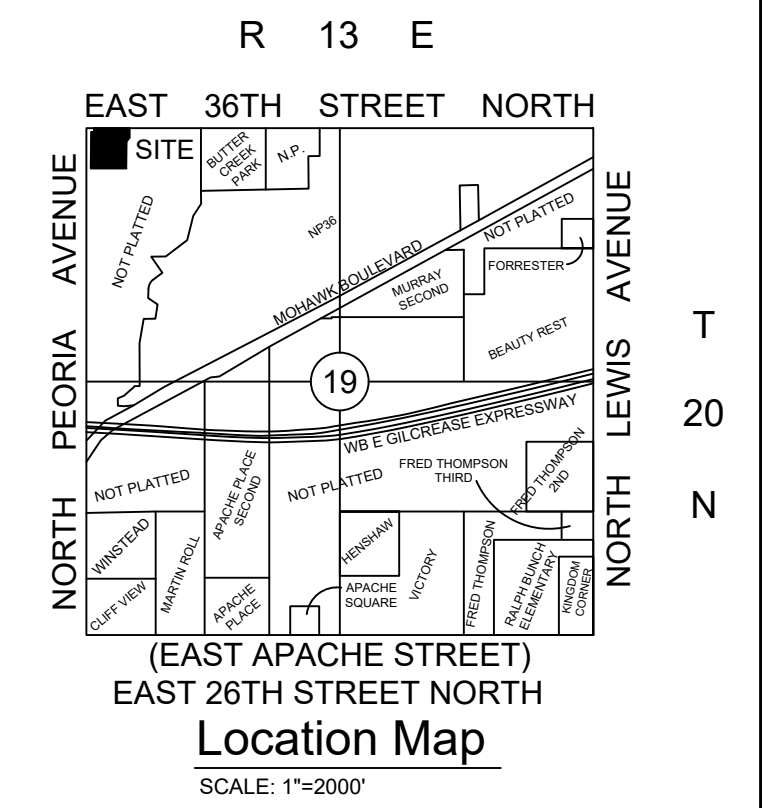 R 13 E
EAST 36TH STREET NORTH
SITE
BUTTER
CREEK
PARK
N.P.
NORTH PEORIA AVENUE
NOT PLATTED
NP36
MOHAWK BOULEVARD
NOT PLATTED
FORRESTER
MURRAY
SECOND
BEAUTY REST
NORTH LEWIS AVENUE
T
20
N
19
WB E GILCREASE EXPRESSWAY
NOT PLATTED
APACHE PLACE
SECOND
NOT PLATTED
FRED THOMPSON
THIRD
FRED THOMPSON
2ND
WINSTEAD
MARTIN ROLL
HENSHAW
VICTORY
FRED THOMPSON
RALPH BUNCH
ELEMENTARY
KINGDOM
CORNER
CLIFF VIEW
APACHE
PLACE
APACHE
SQUARE
(EAST APACHE STREET)
EAST 26TH STREET NORTH
Location Map
SCALE: 1"=2000'